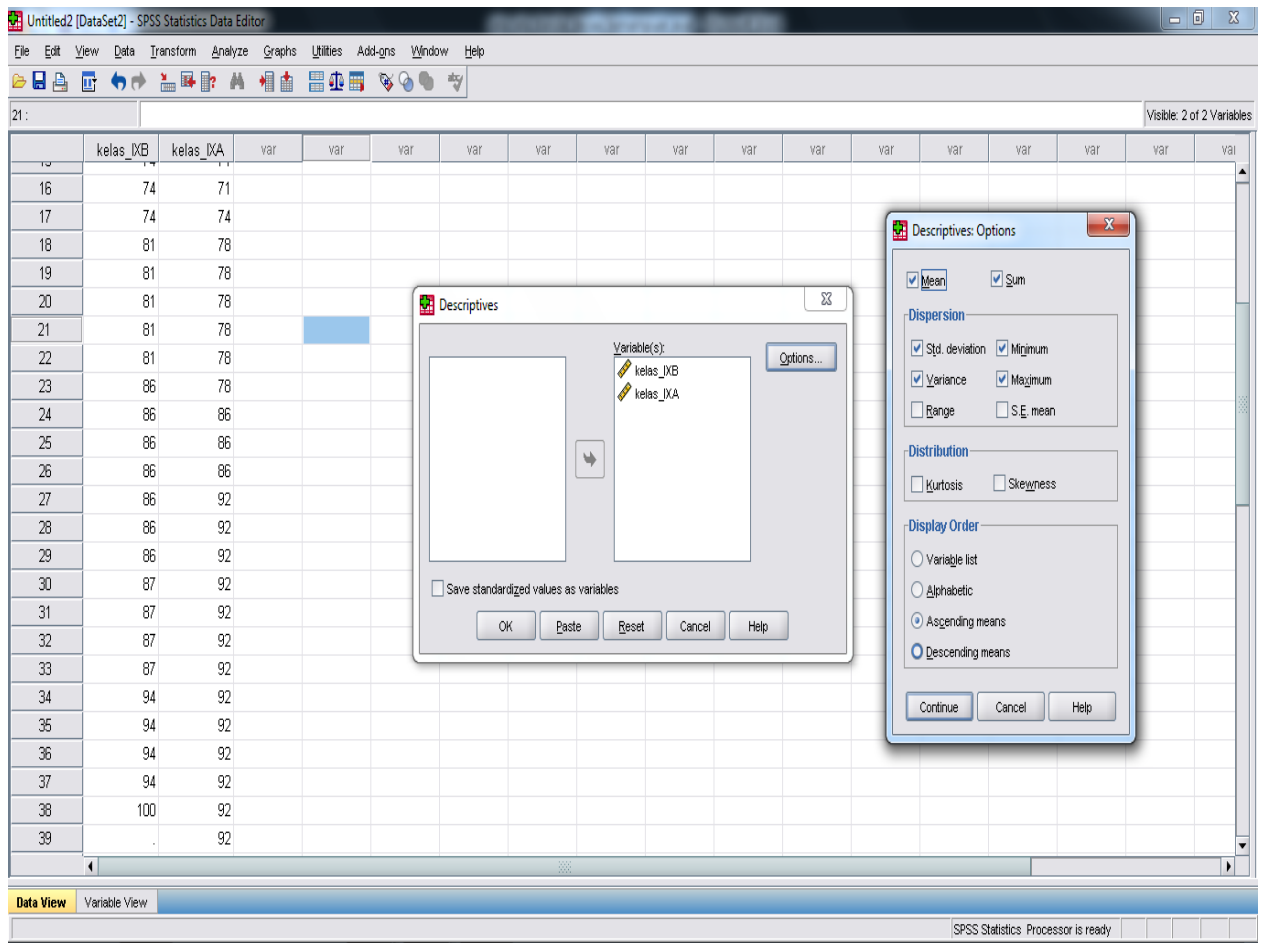 Untitled2 [DataSet2] - SPSS Statistics Data Editor
File Edit View Data Transform Analyze Graphs Utilities Add-ons Window Help
21 :
Visible: 2 of 2 Variables
kelas_IXB kelas_IXA var var var var var var var var var var var var var var var
16 74 71
17 74 74
18 81 78
19 81 78
20 81 78
21 81 78
22 81 78
23 86 78
24 86 86
25 86 86
26 86 86
27 86 92
28 86 92
29 86 92
30 87 92
31 87 92
32 87 92
33 87 92
34 94 92
35 94 92
36 94 92
37 94 92
38 100 92
39 . 92
Descriptives
Variable(s):
kelas_IXB
kelas_IXA
Options...
Save standardized values as variables
OK Paste Reset Cancel Help
Descriptives: Options
Mean Sum
Dispersion
Std. deviation Minimum
Variance Maximum
Range S.E. mean
Distribution
Kurtosis Skewness
Display Order
Variable list
Alphabetic
Ascending means
Descending means
Continue Cancel Help
Data View Variable View
SPSS Statistics Processor is ready